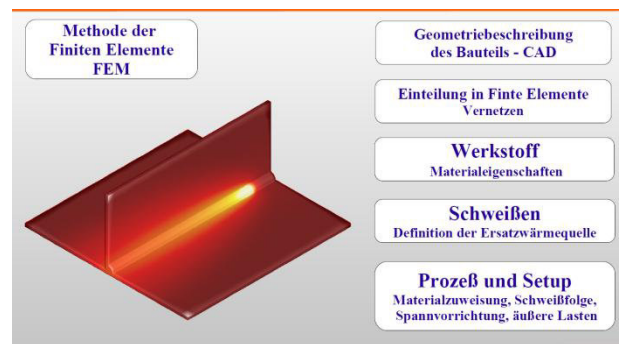 Methode der
Finiten Elemente
FEM
Geometriebeschreibung
des Bauteils - CAD
Einteilung in Finte Elemente
Vernetzen
Werkstoff
Materialeigenschaften
Schweißen
Definition der Ersatzwärmequelle
Prozeß und Setup
Materialzuweisung, Schweißfolge,
Spannvorrichtung, äußere Lasten